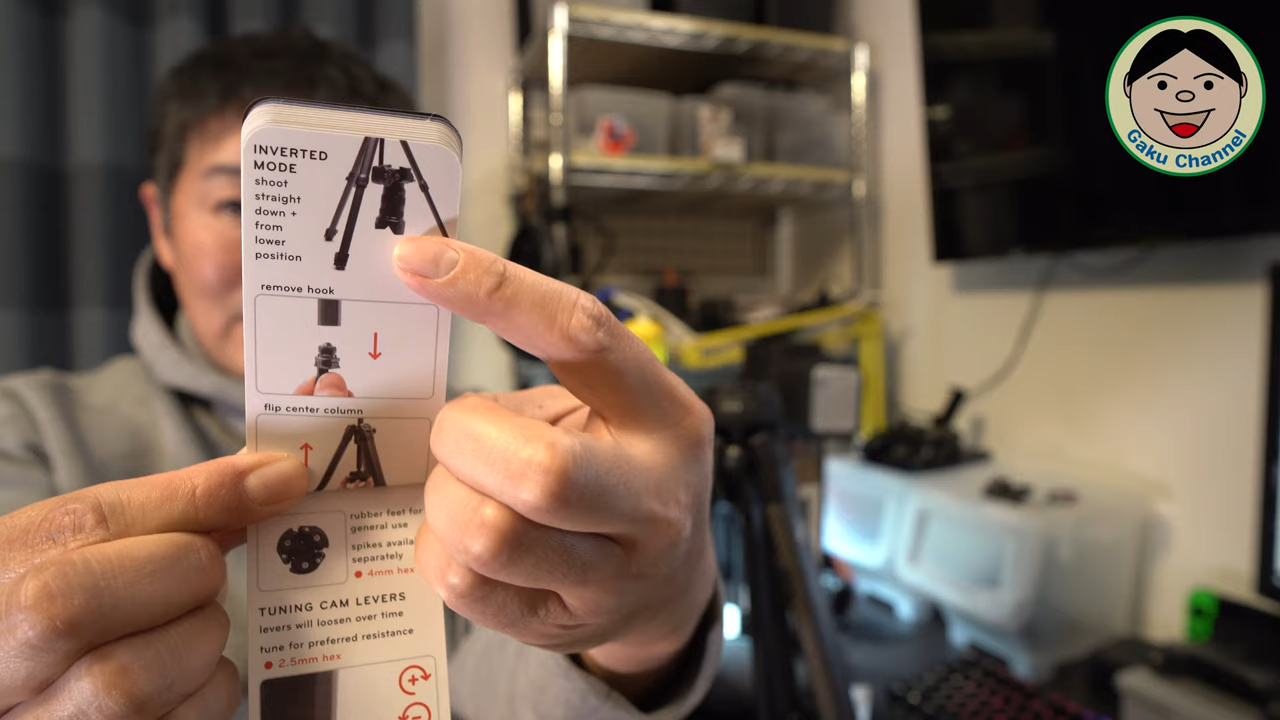 INVERTED
MODE
shoot
straight
down +
from
lower
position
remove hook
flip center column
rubber feet for
general use
spikes
separately
4mm hex
TUNING CAM LEVERS
levers will loosen over time
tune for preferred resistance
2.5mm hex
Gaku Channel